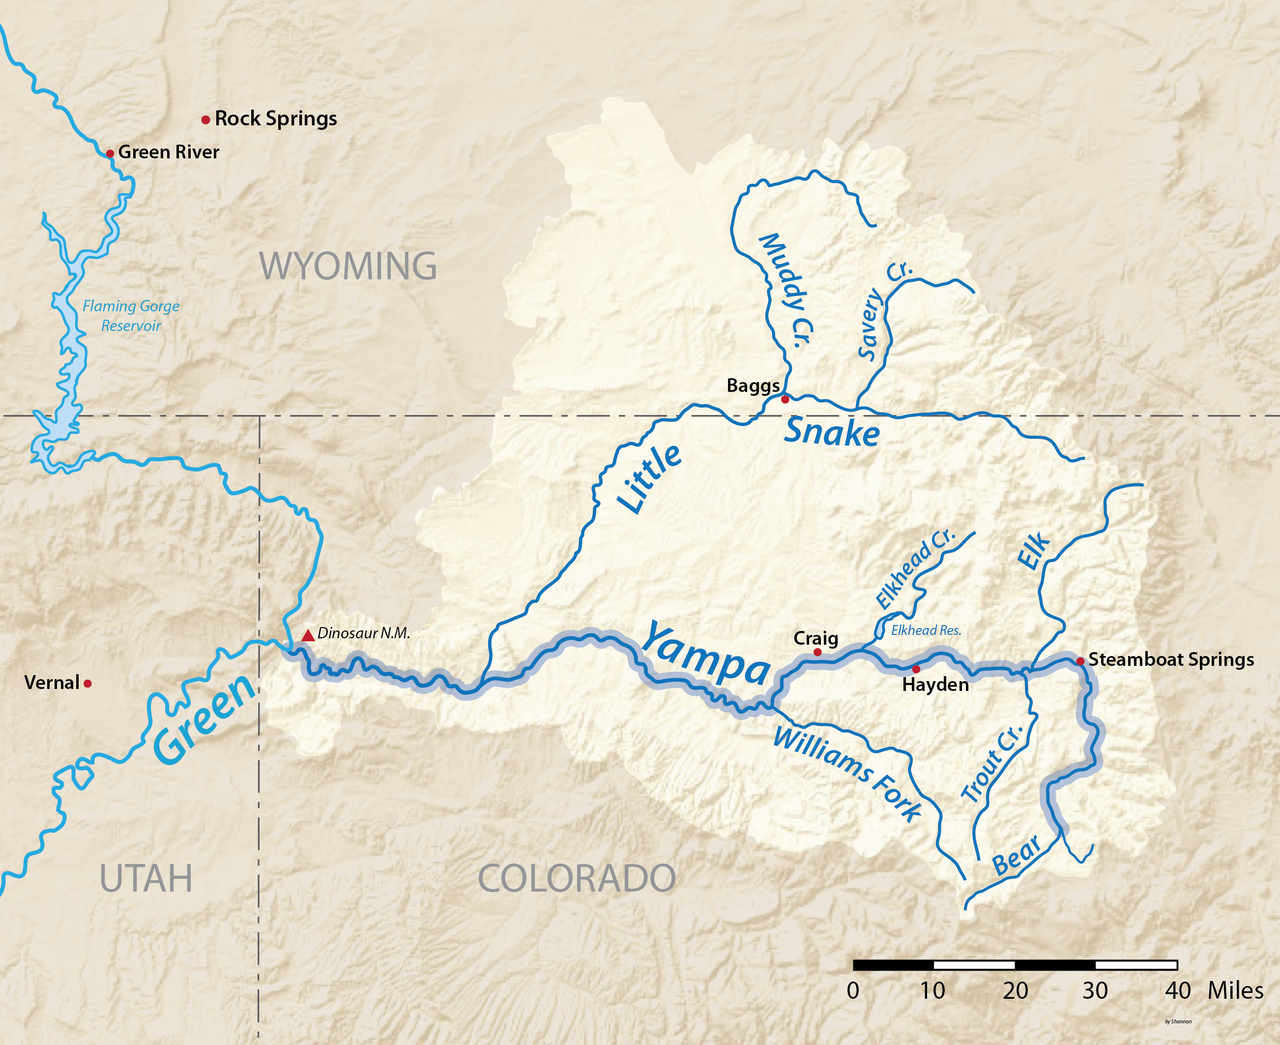 Rock Springs
Green River
WYOMING
Muddy Cr.
Savery Cr.
Flaming Gorge
Reservoir
Baggs
Snake
Little
Elkhead Cr.
Elk
Elkhead Res.
Dinosaur N.M.
Yampa
Craig
Steamboat Springs
Hayden
Vernal
Green
Williams Fork
Trout Cr.
Bear
UTAH
COLORADO
0 10 20 30 40 Miles
by Shannon